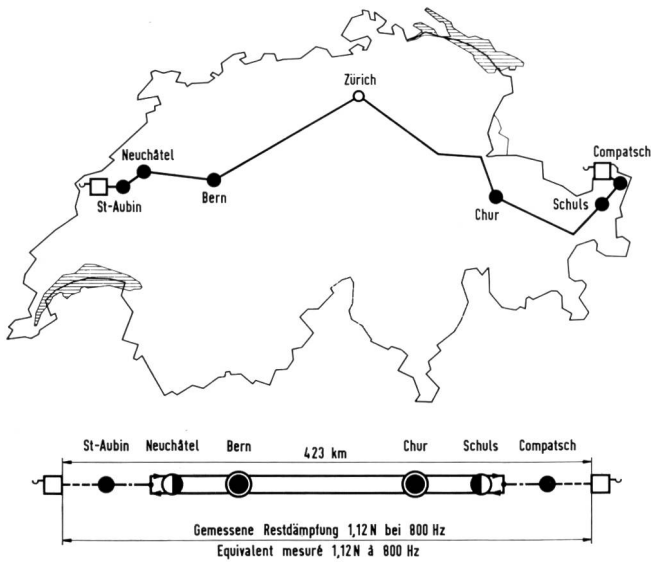 Zürich
Neuchâtel
Compatsch
St-Aubin
Bern
Chur
Schuls
St-Aubin Neuchâtel Bern Chur Schuls Compatsch
423 km
Gemessene Restdämpfung 1,12 N bei 800 Hz
Equivalent mesuré 1,12 N à 800 Hz